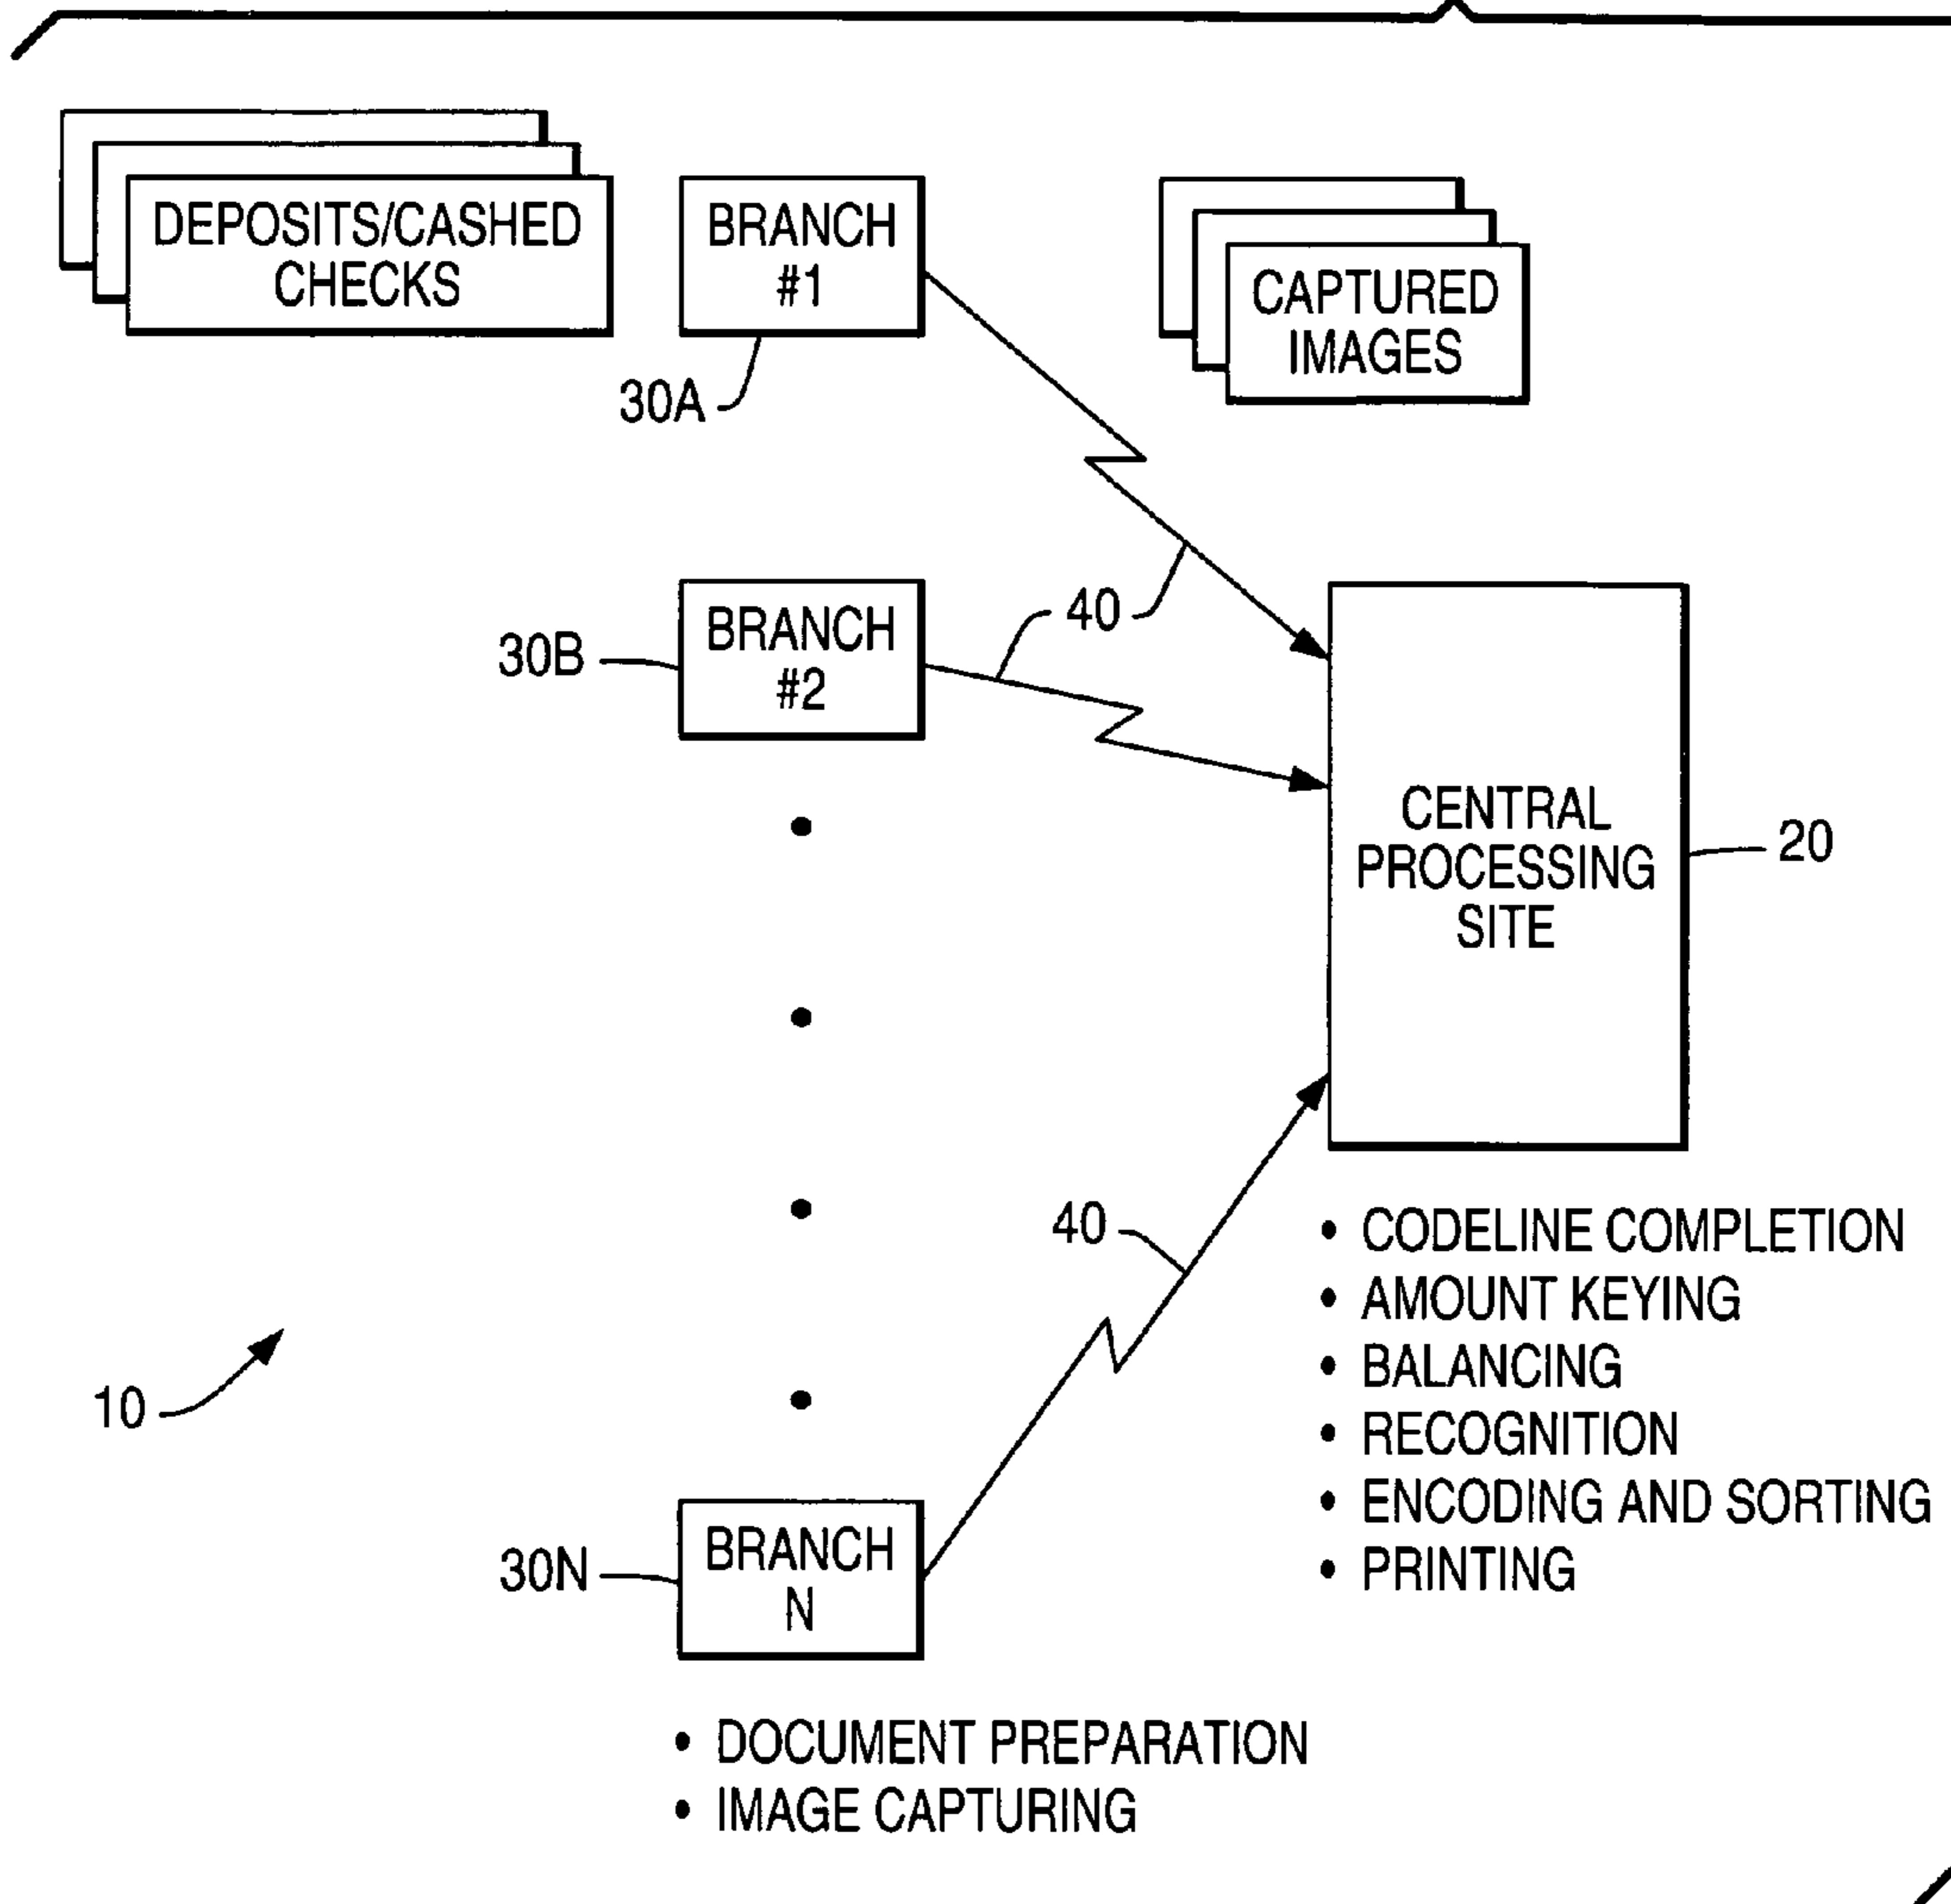 DEPOSITS/CASHED
CHECKS
BRANCH
#1
CAPTURED
IMAGES
30A
40
30B
BRANCH
#2
CENTRAL
PROCESSING
SITE
20
40
• CODELINE COMPLETION
• AMOUNT KEYING
• BALANCING
• RECOGNITION
• ENCODING AND SORTING
• PRINTING
10
30N
BRANCH
N
• DOCUMENT PREPARATION
• IMAGE CAPTURING